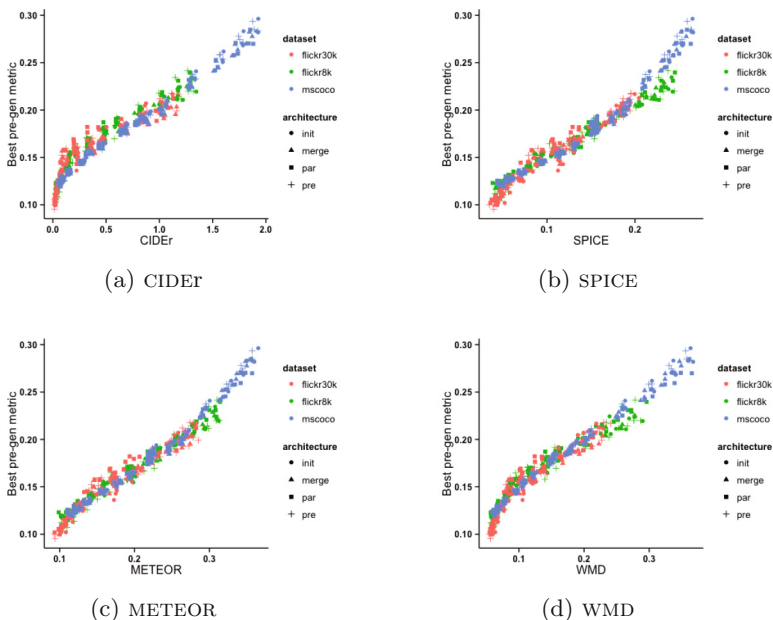 Best pre-gen metric
0.30
0.25
0.20
0.15
0.10
0.0 0.5 1.0 1.5 2.0
CIDEr
dataset
flickr30k
flickr8k
mscoco
architecture
init
merge
par
pre
(a) CIDEr
Best pre-gen metric
0.30
0.25
0.20
0.15
0.10
0.1 0.2
SPICE
dataset
flickr30k
flickr8k
mscoco
architecture
init
merge
par
pre
(b) SPICE
Best pre-gen metric
0.30
0.25
0.20
0.15
0.10
0.1 0.2 0.3
METEOR
dataset
flickr30k
flickr8k
mscoco
architecture
init
merge
par
pre
(c) METEOR
Best pre-gen metric
0.30
0.25
0.20
0.15
0.10
0.1 0.2 0.3
WMD
dataset
flickr30k
flickr8k
mscoco
architecture
init
merge
par
pre
(d) WMD